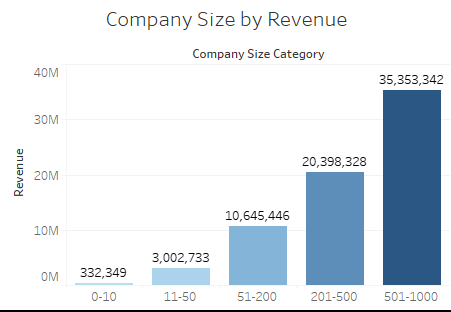 Company Size by Revenue
Company Size Category
Revenue
40M
30M
20M
10M
0M
332,349
3,002,733
10,645,446
20,398,328
35,353,342
0-10
11-50
51-200
201-500
501-1000